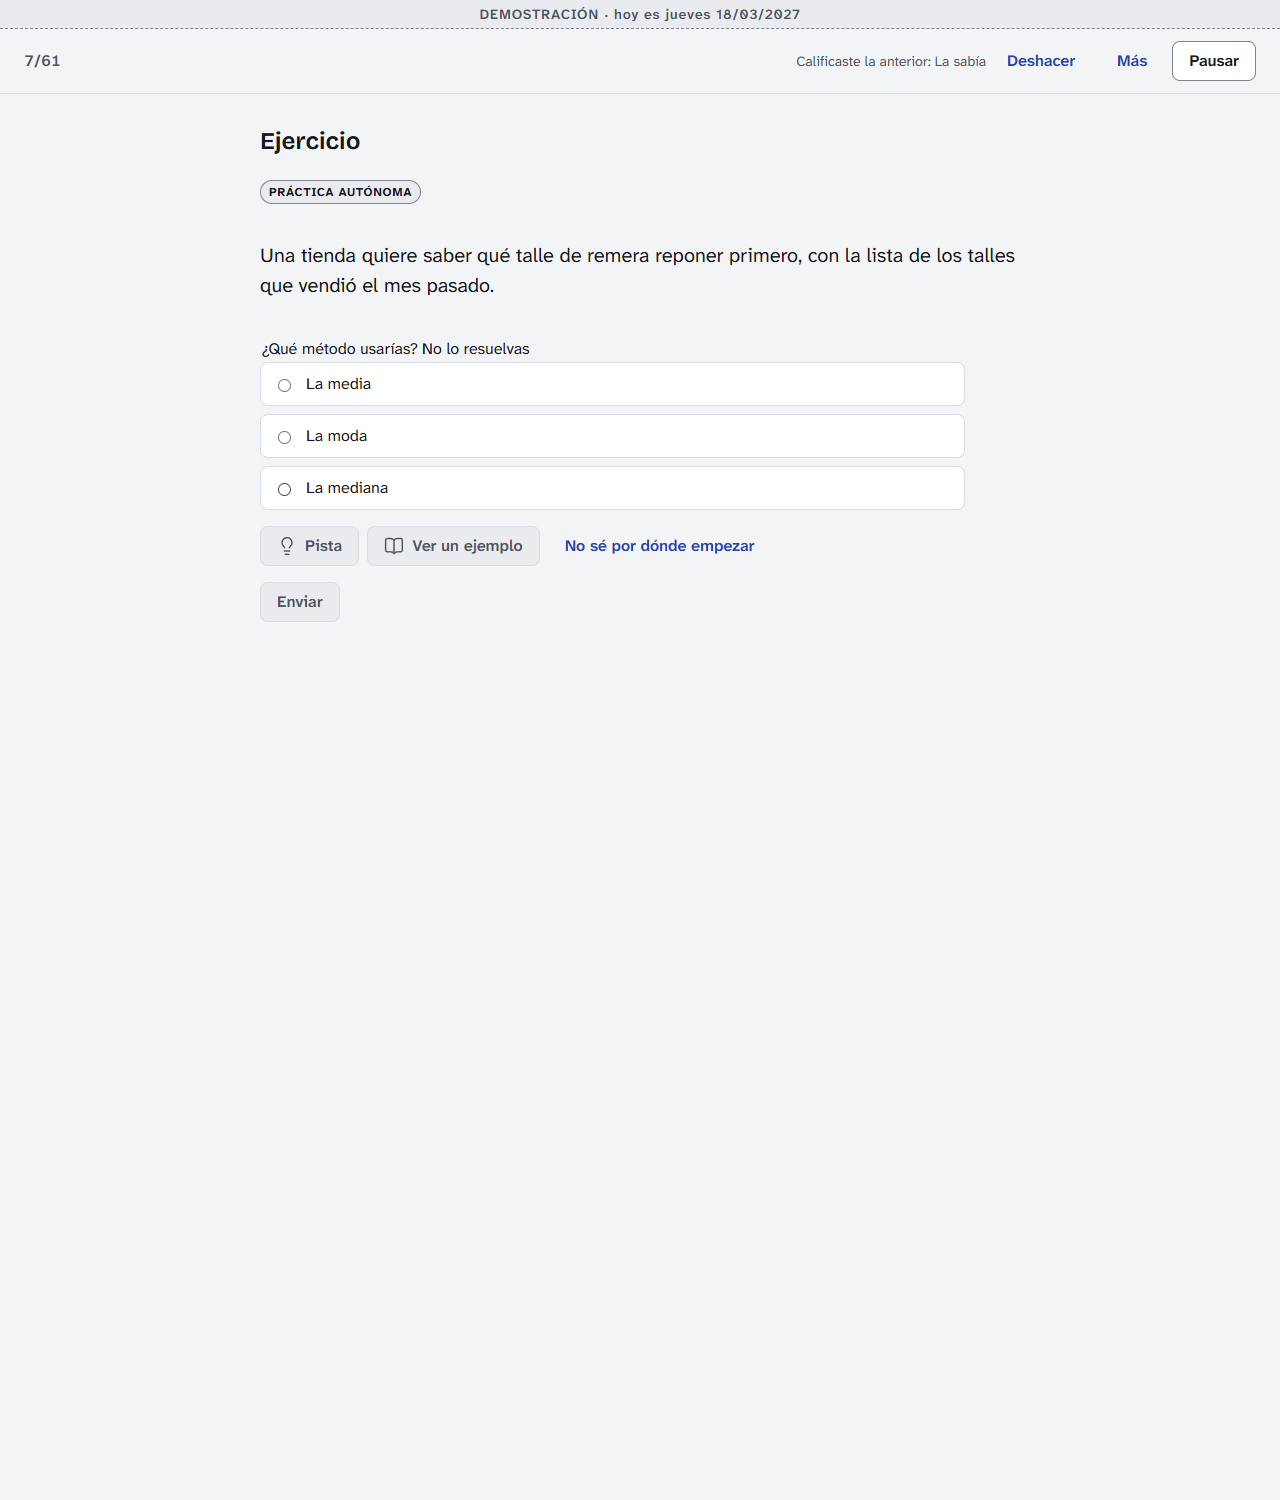 DEMOSTRACIÓN · hoy es jueves 18/03/2027
7/61
Calificaste la anterior: La sabía
Deshacer
Más
Pausar
Ejercicio
PRÁCTICA AUTÓNOMA
Una tienda quiere saber qué talle de remera reponer primero, con la lista de los talles
que vendió el mes pasado.
¿Qué método usarías? No lo resuelvas
La media
La moda
La mediana
Pista
Ver un ejemplo
No sé por dónde empezar
Enviar